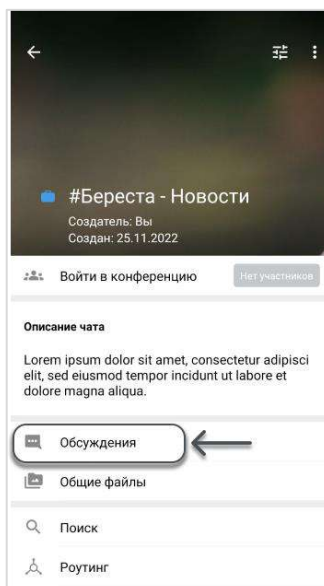 #Береста - Новости
Создатель: Вы
Создан: 25.11.2022
Войти в конференцию Нет участников
Описание чата
Lorem ipsum dolor sit amet, consectetur adipisci
elit, sed eiusmod tempor incidunt ut labore et
dolore magna aliqua.
Обсуждения
Общие файлы
Поиск
Роутинг